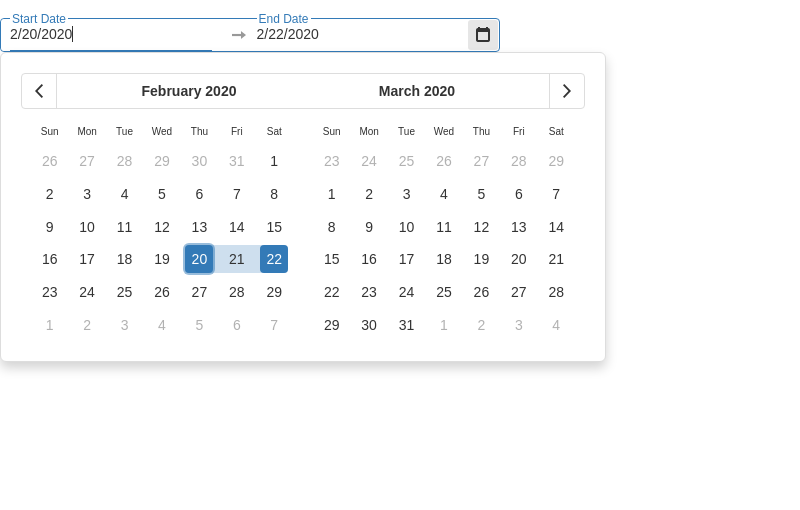 Start Date End Date
2/20/2020 2/22/2020
February 2020 March 2020
Sun Mon Tue Wed Thu Fri Sat Sun Mon Tue Wed Thu Fri Sat
26 27 28 29 30 31 1 23 24 25 26 27 28 29
2 3 4 5 6 7 8 1 2 3 4 5 6 7
9 10 11 12 13 14 15 8 9 10 11 12 13 14
16 17 18 19 20 21 22 15 16 17 18 19 20 21
23 24 25 26 27 28 29 22 23 24 25 26 27 28
1 2 3 4 5 6 7 29 30 31 1 2 3 4